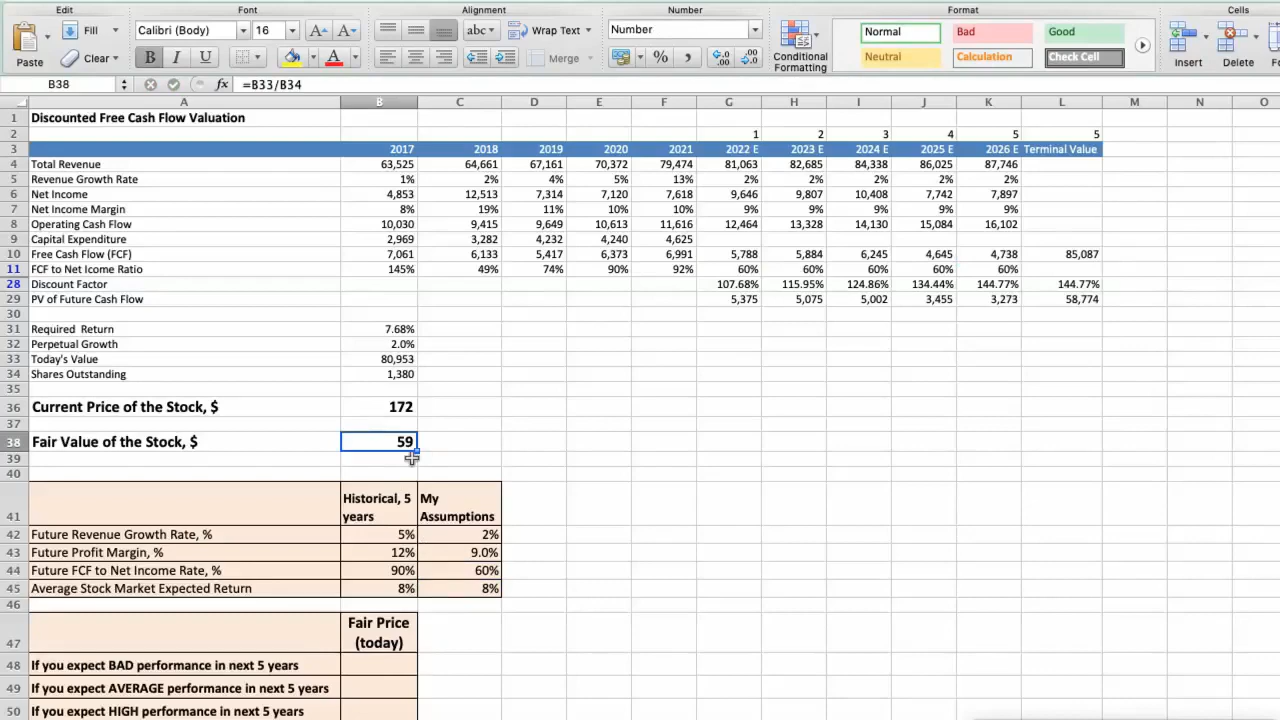 Edit Font Alignment Number Format Cells
Paste Fill Clear Calibri (Body) 16 A A abc Wrap Text Number Normal Bad Good
B I U A Merge % , .0 .00 .00 .0 Conditional Formatting Neutral Calculation Check Cell Insert Delete
B38 fx =B33/B34
A B C D E F G H I J K L M N O
1 Discounted Free Cash Flow Valuation
2 1 2 3 4 5 5
3 2017 2018 2019 2020 2021 2022 E 2023 E 2024 E 2025 E 2026 E Terminal Value
4 Total Revenue 63,525 64,661 67,161 70,372 79,474 81,063 82,685 84,338 86,025 87,746
5 Revenue Growth Rate 1% 2% 4% 5% 13% 2% 2% 2% 2% 2%
6 Net Income 4,853 12,513 7,314 7,120 7,618 9,646 9,807 10,408 7,742 7,897
7 Net Income Margin 8% 19% 11% 10% 10% 9% 9% 9% 9% 9%
8 Operating Cash Flow 10,030 9,415 9,649 10,613 11,616 12,464 13,328 14,130 15,084 16,102
9 Capital Expenditure 2,969 3,282 4,232 4,240 4,625
10 Free Cash Flow (FCF) 7,061 6,133 5,417 6,373 6,991 5,788 5,884 6,245 4,645 4,738 85,087
11 FCF to Net Icome Ratio 145% 49% 74% 90% 92% 60% 60% 60% 60% 60%
28 Discount Factor 107.68% 115.95% 124.86% 134.44% 144.77% 144.77%
29 PV of Future Cash Flow 5,375 5,075 5,002 3,455 3,273 58,774
30
31 Required Return 7.68%
32 Perpetual Growth 2.0%
33 Today's Value 80,953
34 Shares Outstanding 1,380
35
36 Current Price of the Stock, $ 172
37
38 Fair Value of the Stock, $ 59
39
40
41 Historical, 5 years My Assumptions
42 Future Revenue Growth Rate, % 5% 2%
43 Future Profit Margin, % 12% 9.0%
44 Future FCF to Net Income Rate, % 90% 60%
45 Average Stock Market Expected Return 8% 8%
46
47 Fair Price (today)
48 If you expect BAD performance in next 5 years
49 If you expect AVERAGE performance in next 5 years
50 If you expect HIGH performance in next 5 years